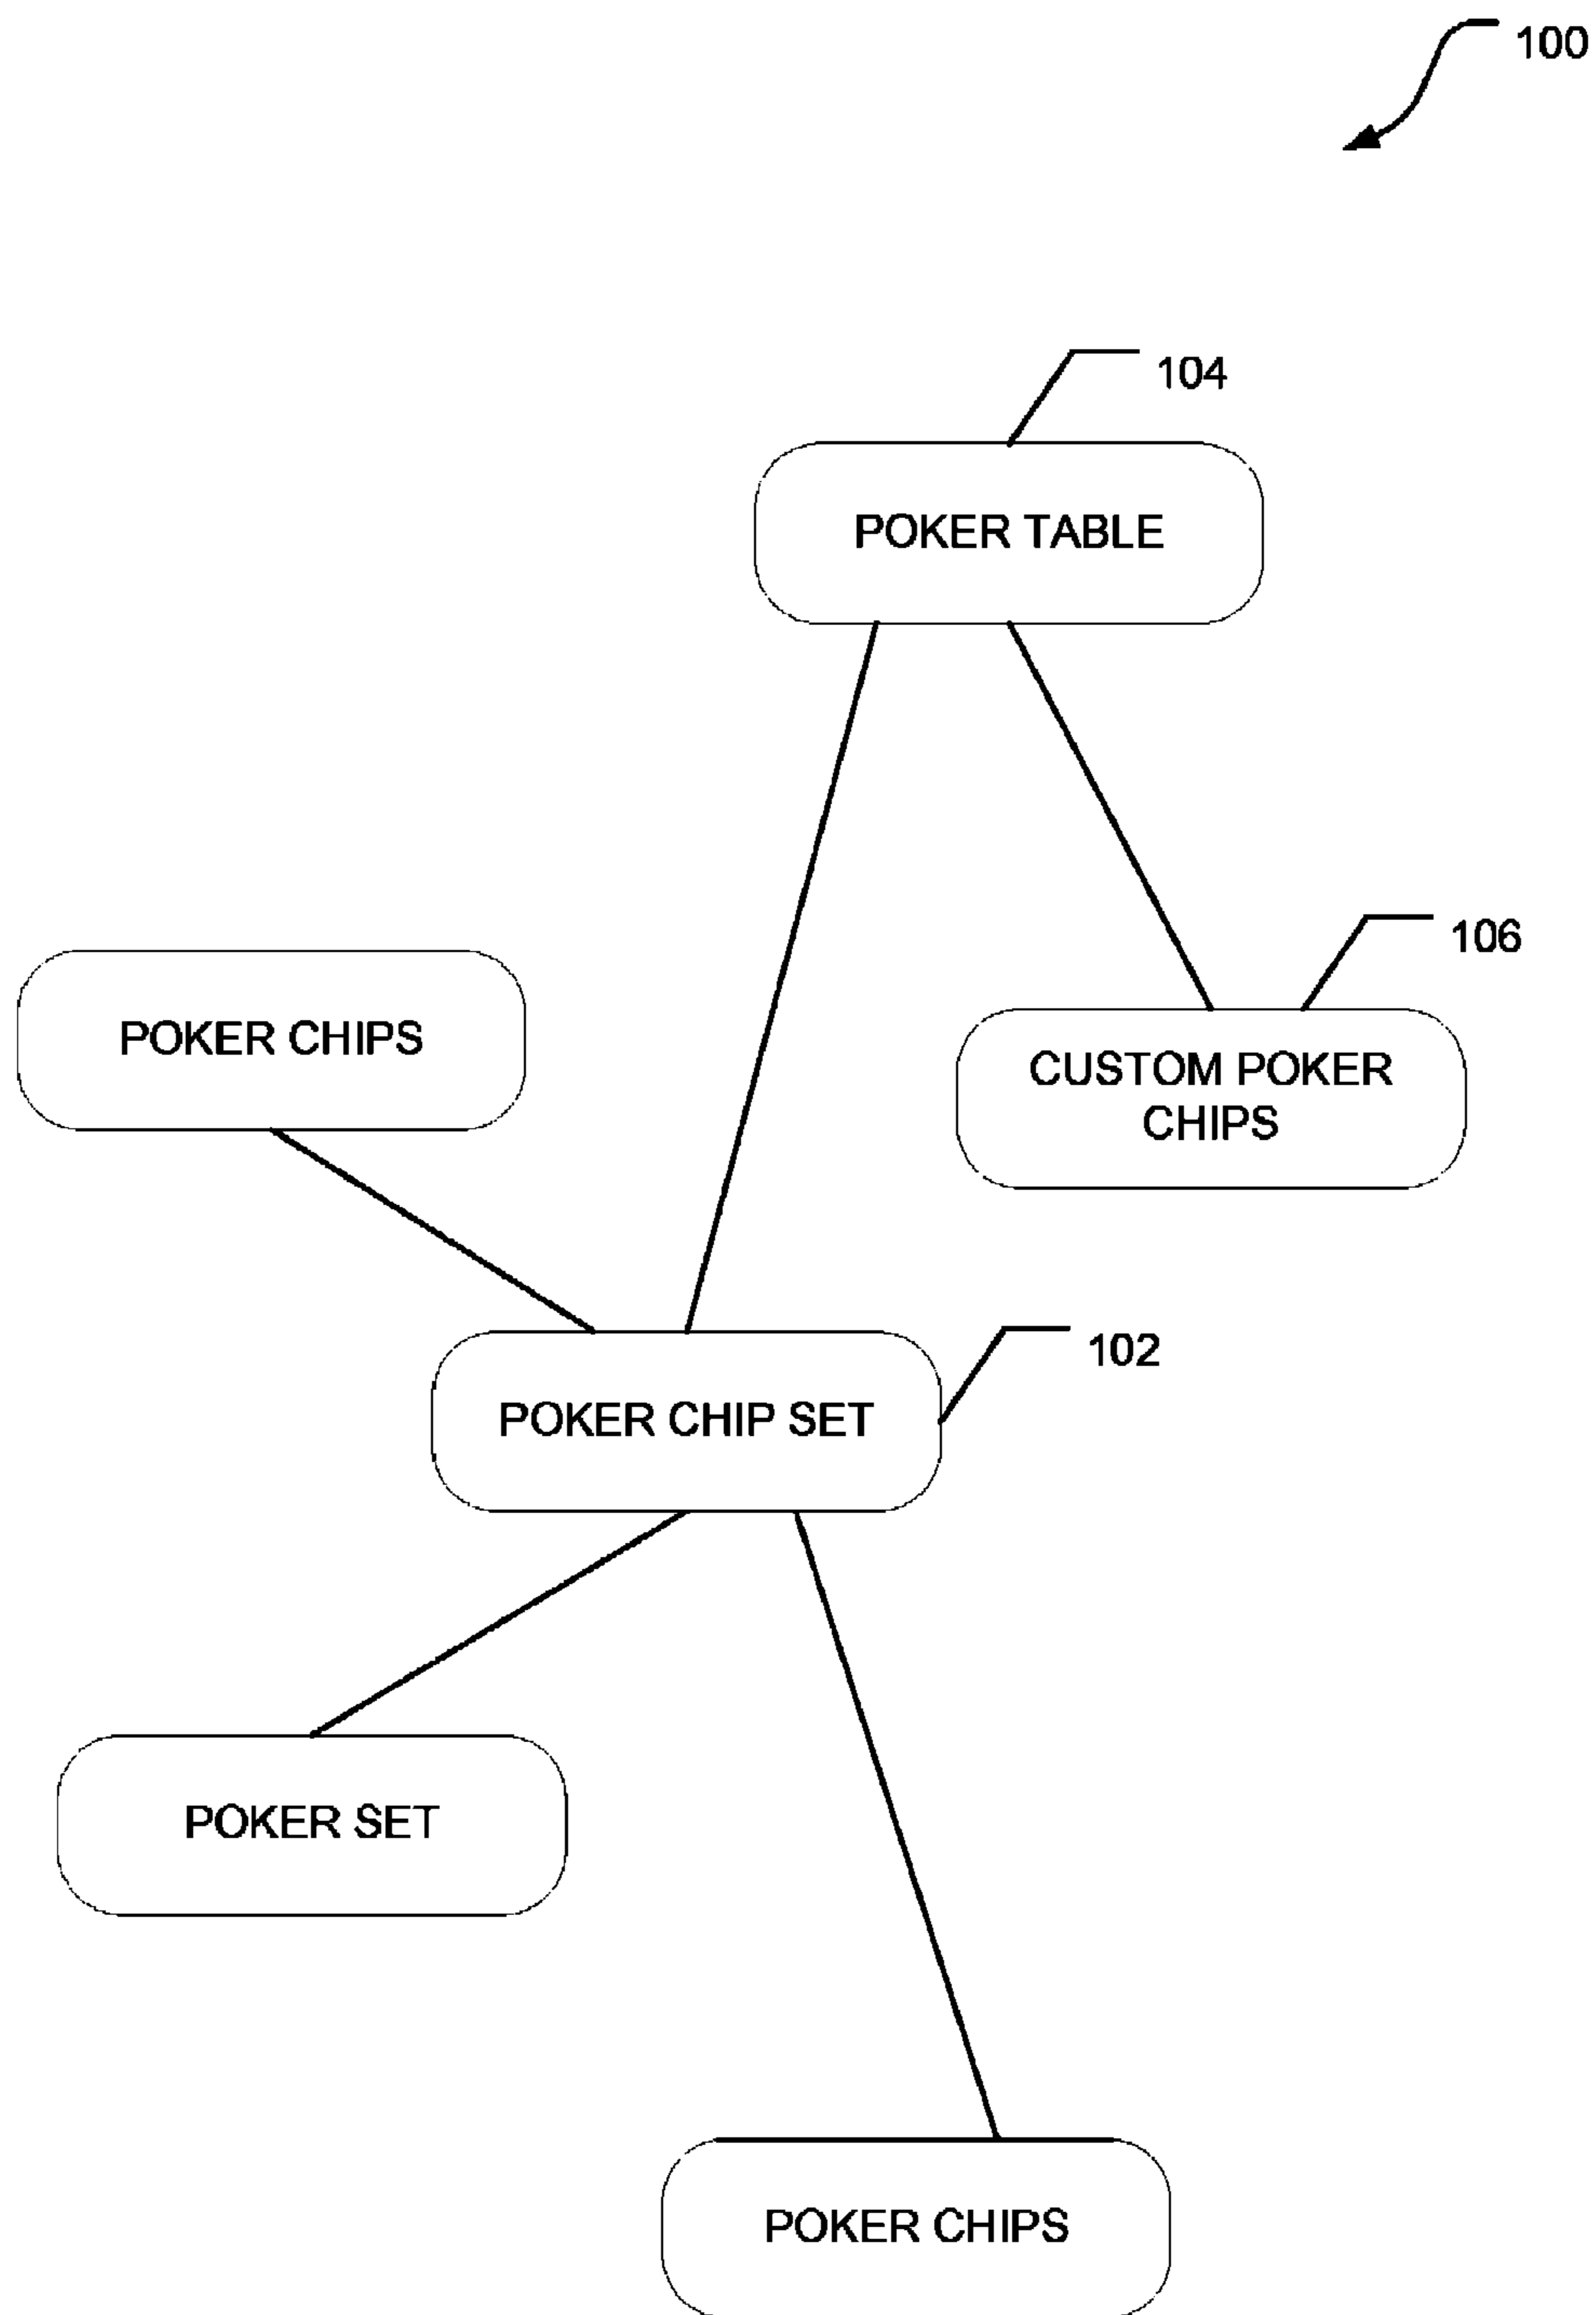 100
104
POKER TABLE
106
POKER CHIPS
CUSTOM POKER
CHIPS
102
POKER CHIP SET
POKER SET
POKER CHIPS